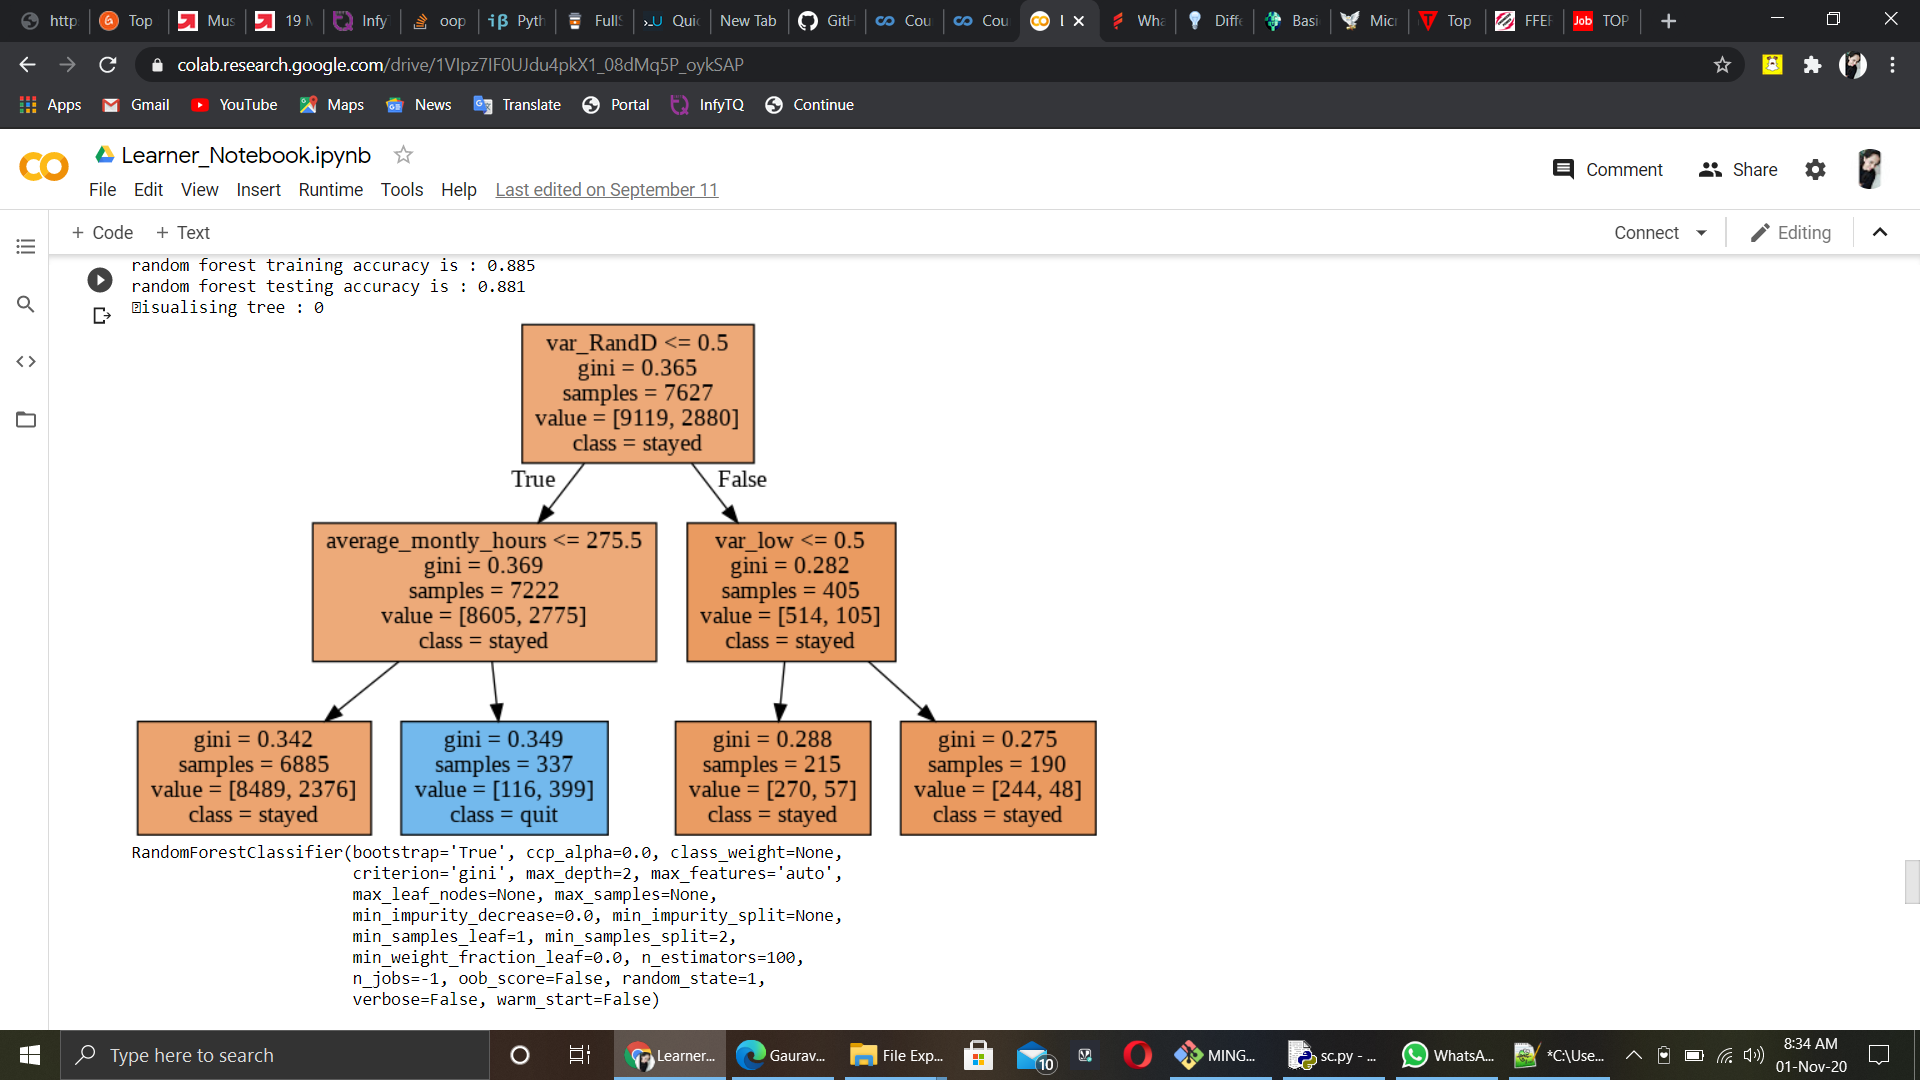 http
Top
Mus
19 M
Infy
oop
Pyth
Full
Quic
New Tab
GitH
Cou
Cou
Wha
Diffe
Basi
Micr
Top
FFER
Job TOP
colab.research.google.com/drive/1VIpz7IF0UJdu4pkX1_08dMq5P_oykSAP
Apps Gmail YouTube Maps News Translate Portal InfyTQ Continue
Learner_Notebook.ipynb
Comment Share
File Edit View Insert Runtime Tools Help Last edited on September 11
+ Code + Text
Connect Editing
random forest training accuracy is : 0.885
random forest testing accuracy is : 0.881
isualising tree : 0
var_RandD <= 0.5
gini = 0.365
samples = 7627
value = [9119, 2880]
class = stayed
True
False
average_montly_hours <= 275.5
gini = 0.369
samples = 7222
value = [8605, 2775]
class = stayed
var_low <= 0.5
gini = 0.282
samples = 405
value = [514, 105]
class = stayed
gini = 0.342
samples = 6885
value = [8489, 2376]
class = stayed
gini = 0.349
samples = 337
value = [116, 399]
class = quit
gini = 0.288
samples = 215
value = [270, 57]
class = stayed
gini = 0.275
samples = 190
value = [244, 48]
class = stayed
RandomForestClassifier(bootstrap='True', ccp_alpha=0.0, class_weight=None,
criterion='gini', max_depth=2, max_features='auto',
max_leaf_nodes=None, max_samples=None,
min_impurity_decrease=0.0, min_impurity_split=None,
min_samples_leaf=1, min_samples_split=2,
min_weight_fraction_leaf=0.0, n_estimators=100,
n_jobs=-1, oob_score=False, random_state=1,
verbose=False, warm_start=False)
Type here to search
Learner...
Gaurav...
File Exp...
10
MING...
sc.py - ...
WhatsA...
*C:\Use...
8:34 AM
01-Nov-20